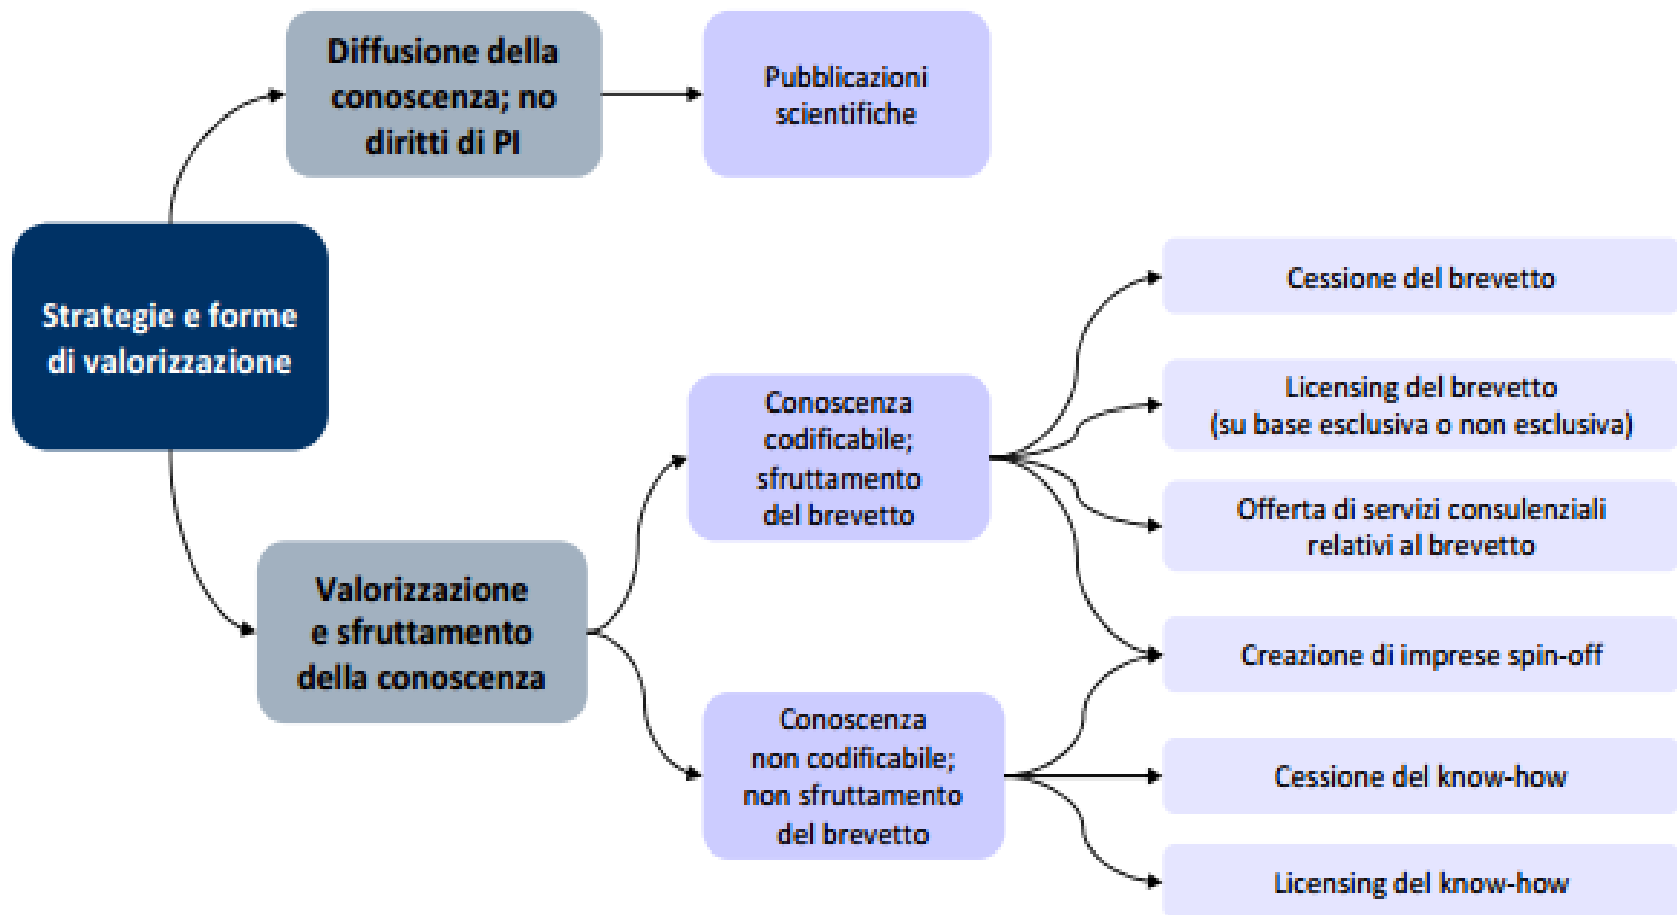 Diffusione della
conoscenza; no
diritti di PI
Pubblicazioni
scientifiche
Strategie e forme
di valorizzazione
Valorizzazione
e sfruttamento
della conoscenza
Conoscenza
codificabile;
sfruttamento
del brevetto
Conoscenza
non codificabile;
non sfruttamento
del brevetto
Cessione del brevetto
Licensing del brevetto
(su base esclusiva o non esclusiva)
Offerta di servizi consulenziali
relativi al brevetto
Creazione di imprese spin-off
Cessione del know-how
Licensing del know-how